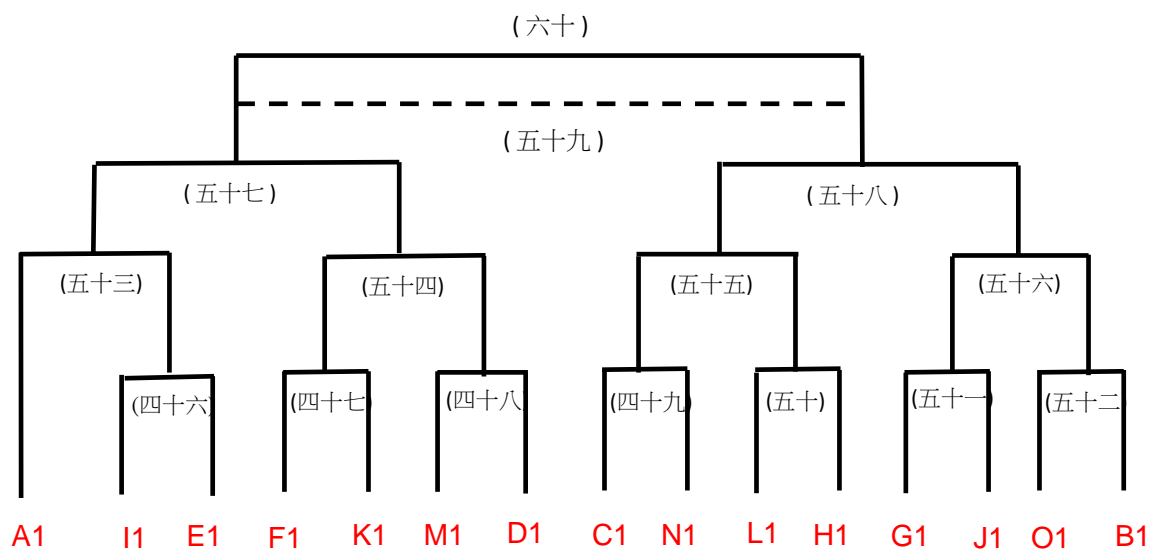 ( 六十 )
( 五十九 )
( 五十七 )
( 五十八 )
(五十三)
(五十四)
(五十五)
(五十六)
(四十六)
(四十七)
(四十八)
(四十九)
(五十)
(五十一)
(五十二)
A1 I1 E1 F1 K1 M1 D1 C1 N1 L1 H1 G1 J1 O1 B1